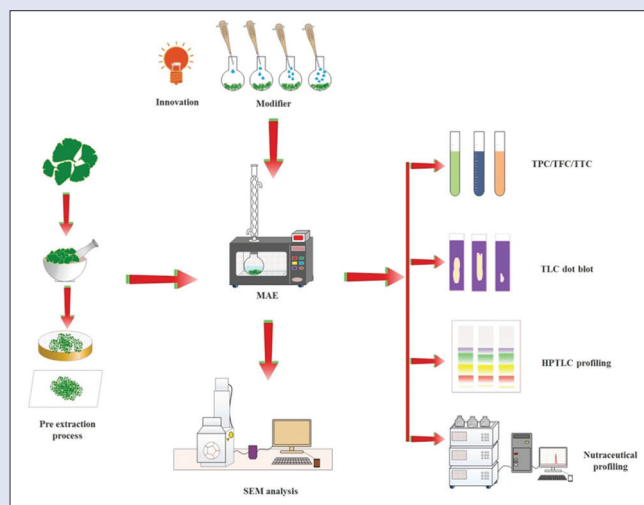 Innovation
Modifier
TPC/TFC/TTC
MAE
TLC dot blot
HPTLC profiling
Pre extraction
process
SEM analysis
Nutraceutical
profiling